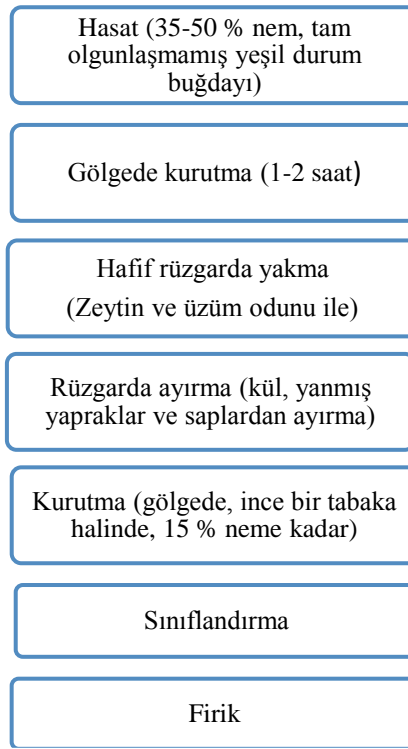 Hasat (35-50 % nem, tam
olgunlaşmamış yeşil durum
buğdayı)
Gölgede kurutma (1-2 saat)
Hafif rüzgarda yakma
(Zeytin ve üzüm odunu ile)
Rüzgarda ayırma (kül, yanmış
yapraklar ve saplardan ayırma)
Kurutma (gölgede, ince bir tabaka
halinde, 15 % neme kadar)
Sınıflandırma
Firik